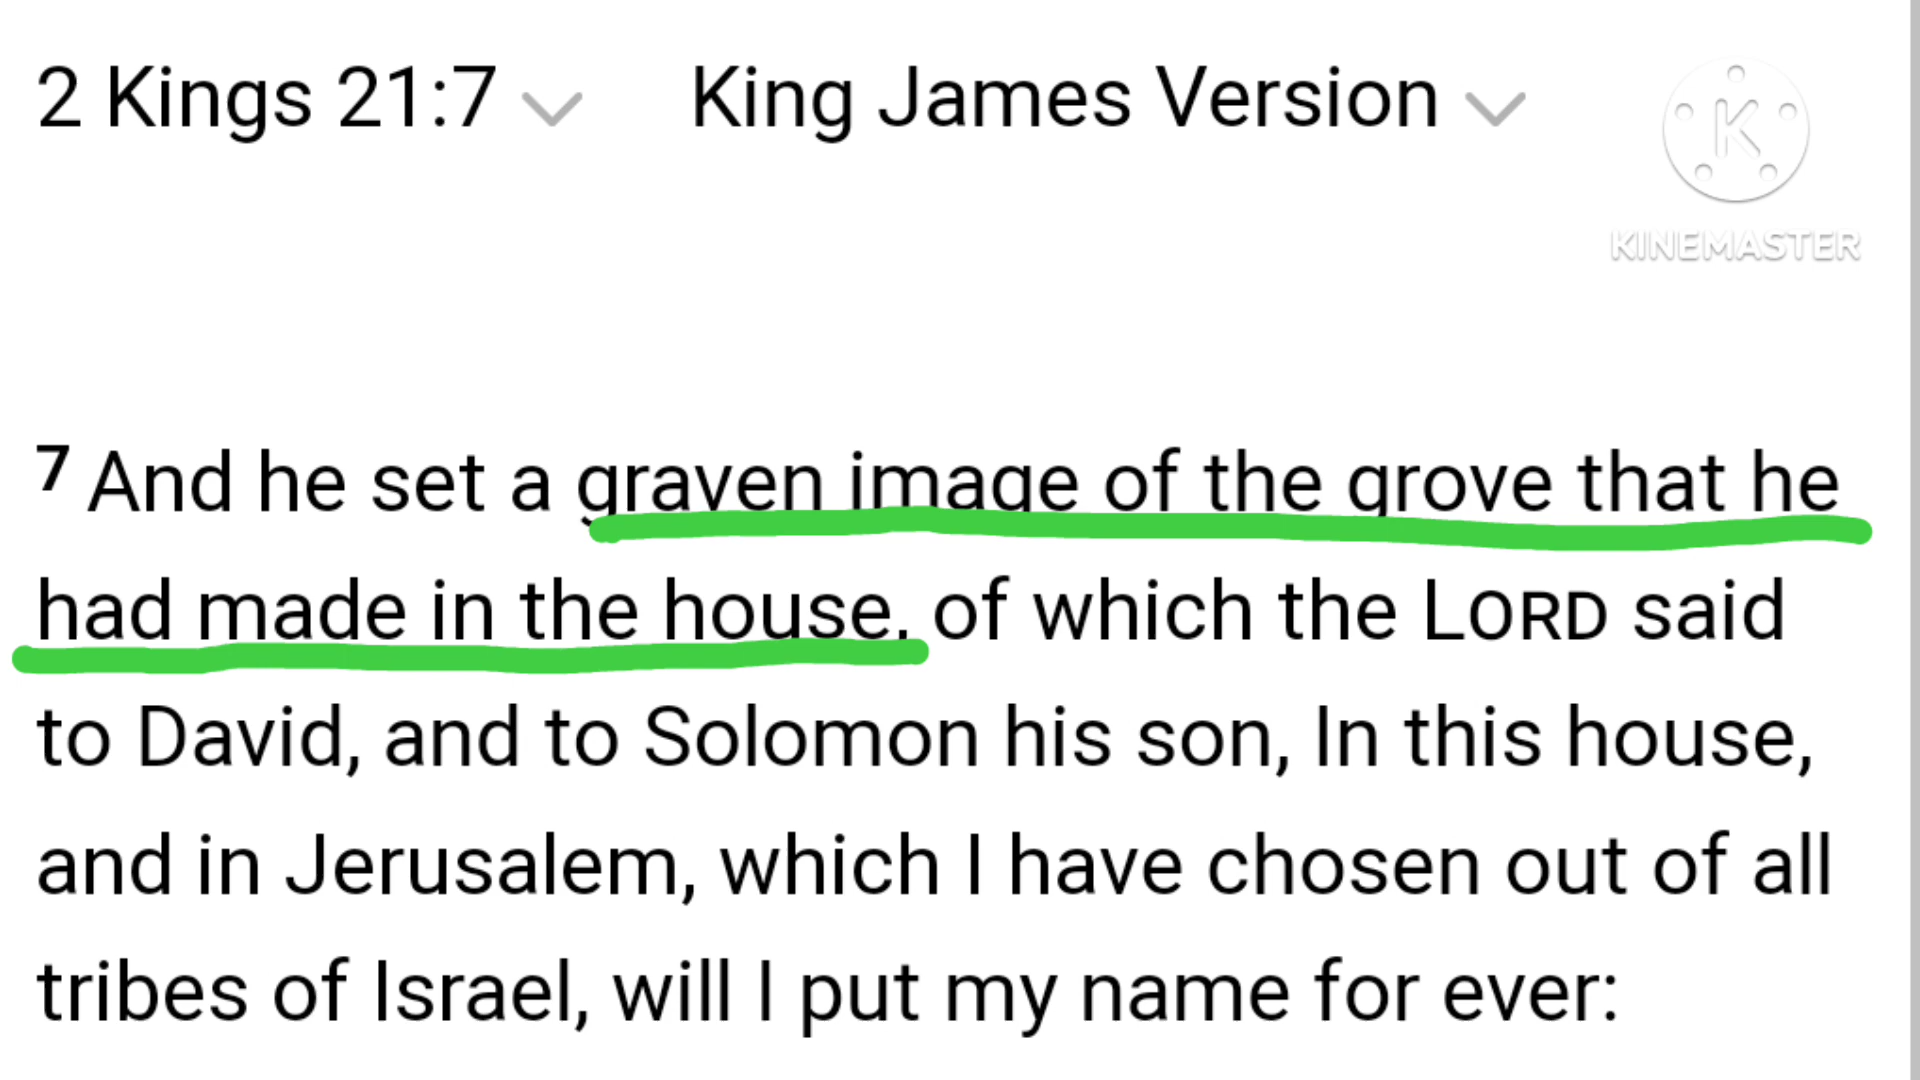 2 Kings 21:7 King James Version
K
KINEMASTER
7 And he set a graven image of the grove that he
had made in the house, of which the LORD said
to David, and to Solomon his son, In this house,
and in Jerusalem, which I have chosen out of all
tribes of Israel, will I put my name for ever: